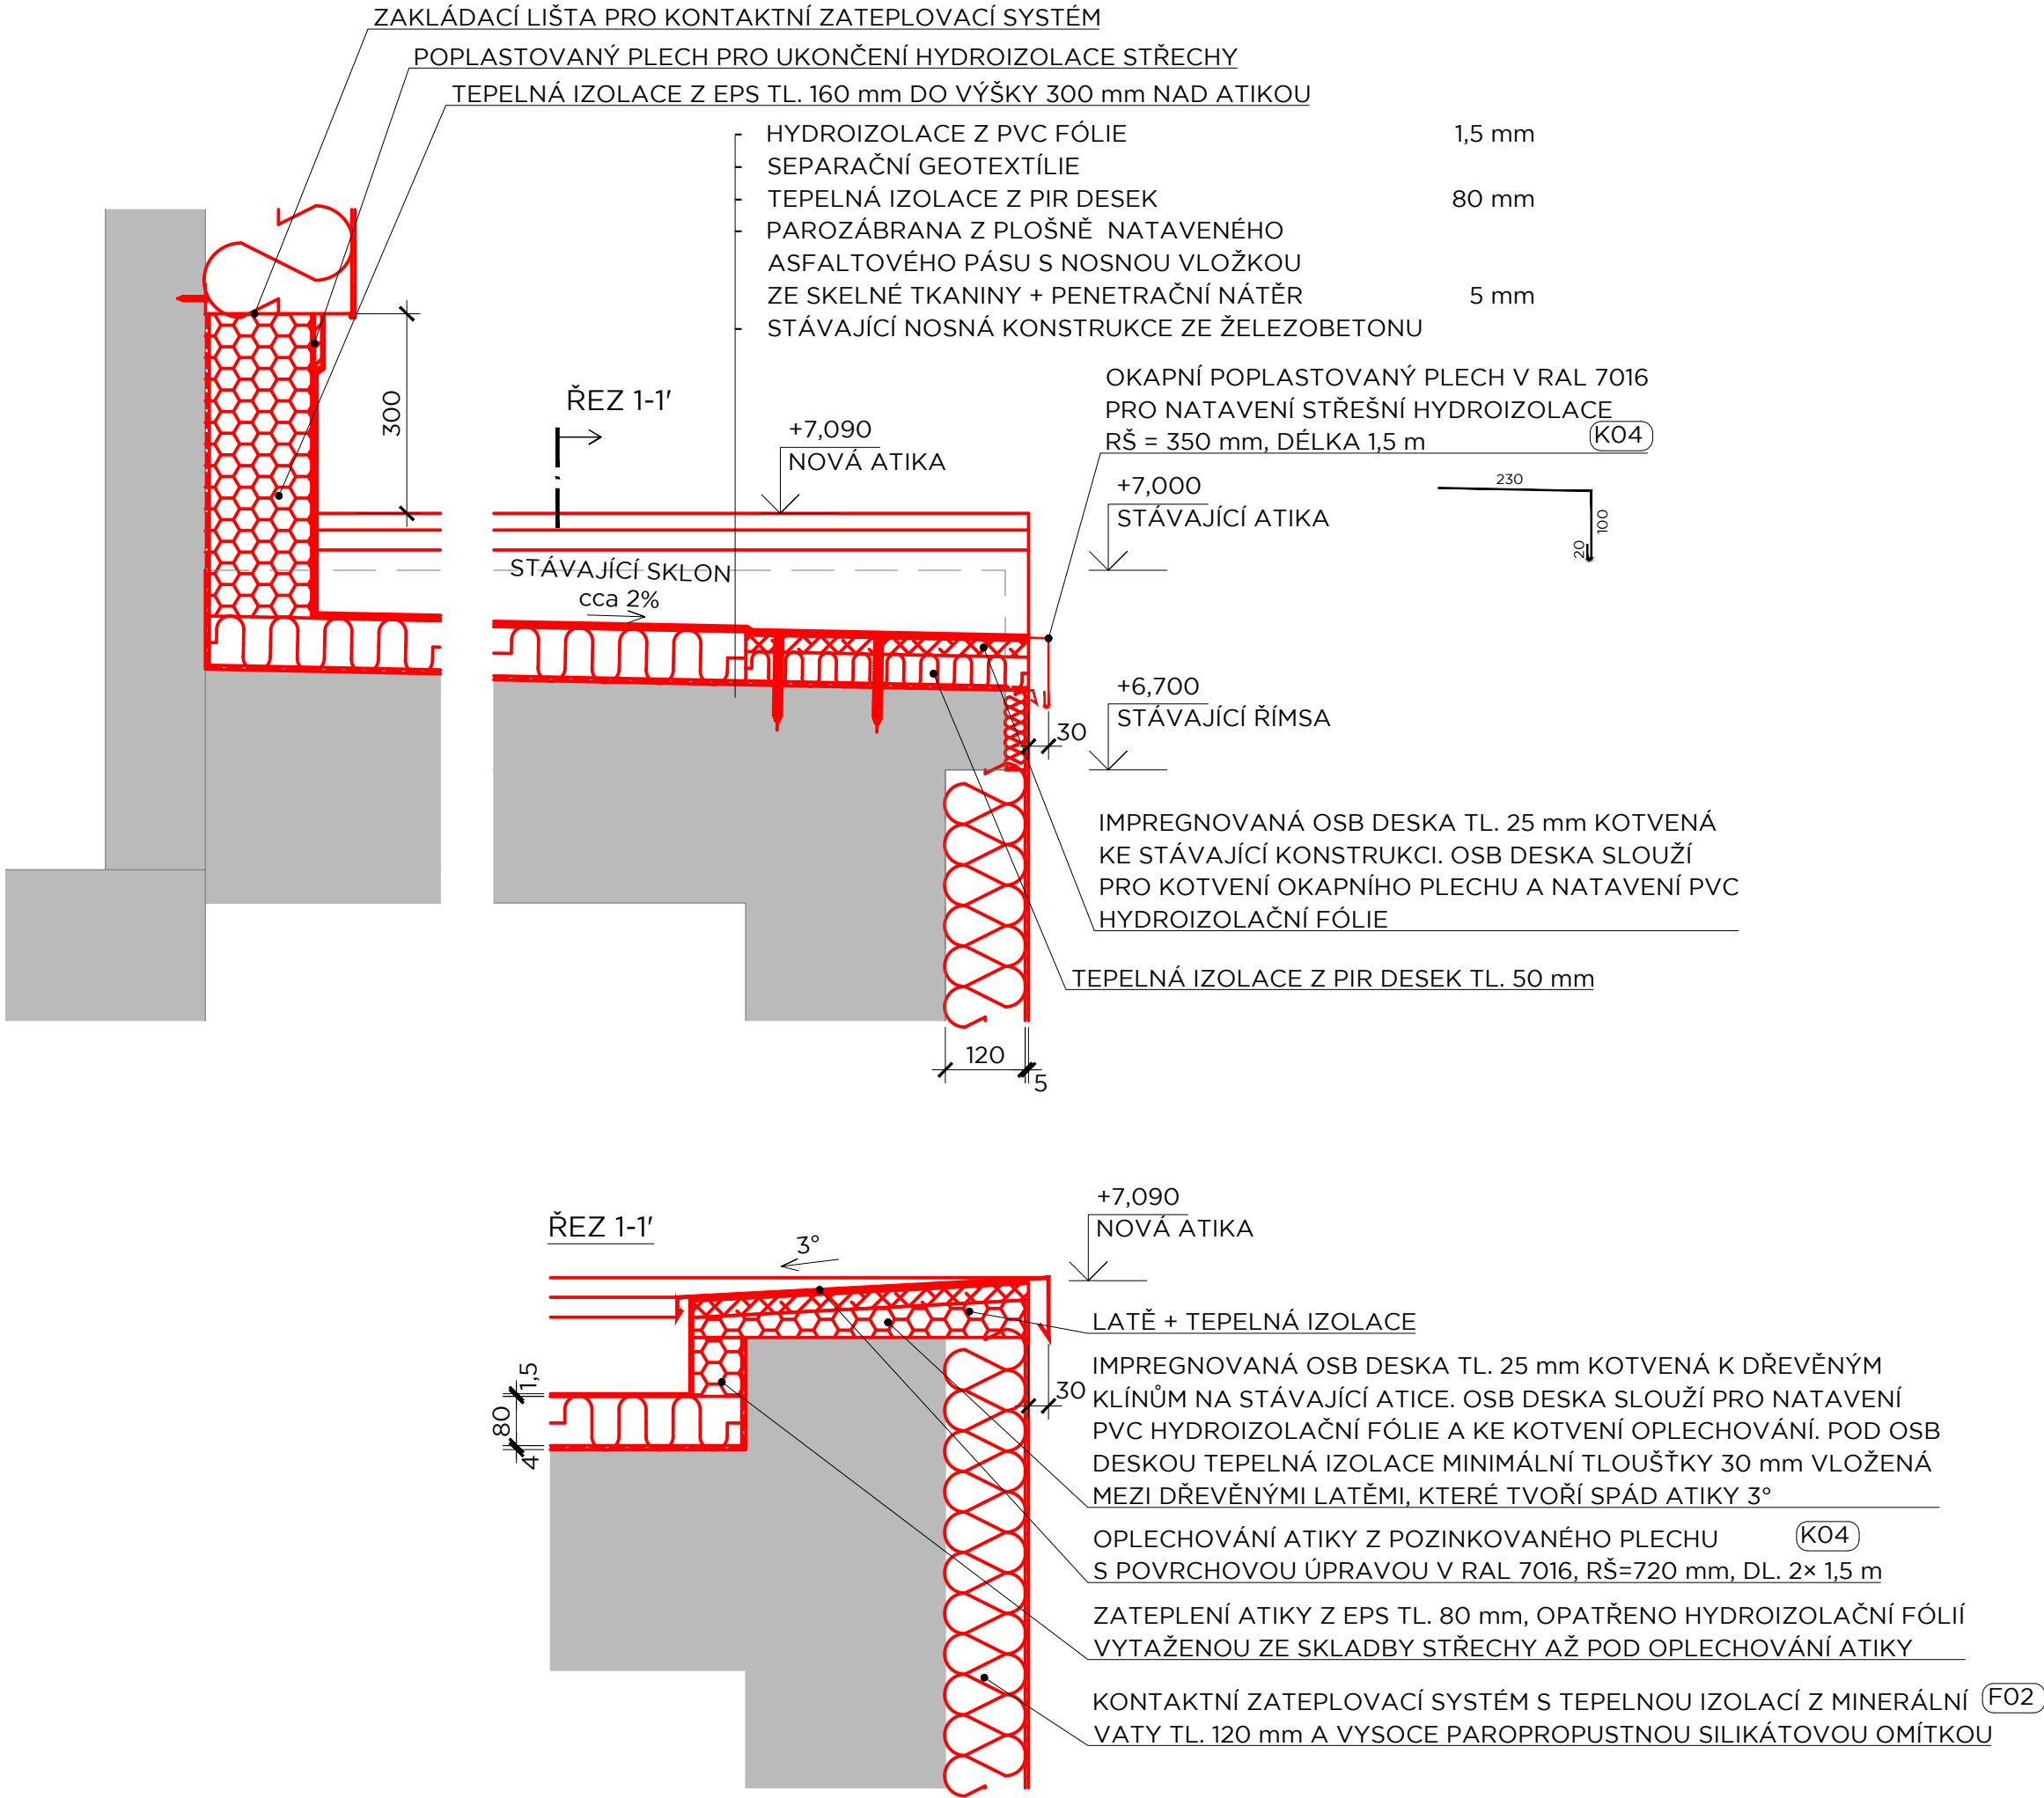 ZAKLÁDACÍ LIŠTA PRO KONTAKTNÍ ZATEPLOVACÍ SYSTÉM
POPLASTOVANÝ PLECH PRO UKONČENÍ HYDROIZOLACE STŘECHY
TEPELNÁ IZOLACE Z EPS TL. 160 mm DO VÝŠKY 300 mm NAD ATIKOU
HYDROIZOLACE Z PVC FÓLIE 1,5 mm
SEPARAČNÍ GEOTEXTÍLIE
TEPELNÁ IZOLACE Z PIR DESEK 80 mm
PAROZÁBRANA Z PLOŠNĚ NATAVENÉHO
ASFALTOVÉHO PÁSU S NOSNOU VLOŽKOU
ZE SKELNÉ TKANINY + PENETRAČNÍ NÁTĚR 5 mm
STÁVAJÍCÍ NOSNÁ KONSTRUKCE ZE ŽELEZOBETONU
OKAPNÍ POPLASTOVANÝ PLECH V RAL 7016
PRO NATAVENÍ STŘEŠNÍ HYDROIZOLACE
RŠ = 350 mm, DÉLKA 1,5 m K04
230
100
20
300
ŘEZ 1-1'
+7,090
NOVÁ ATIKA
+7,000
STÁVAJÍCÍ ATIKA
STÁVAJÍCÍ SKLON
cca 2%
+6,700
STÁVAJÍCÍ ŘÍMSA
30
IMPREGNOVANÁ OSB DESKA TL. 25 mm KOTVENÁ
KE STÁVAJÍCÍ KONSTRUKCI. OSB DESKA SLOUŽÍ
PRO KOTVENÍ OKAPNÍHO PLECHU A NATAVENÍ PVC
HYDROIZOLAČNÍ FÓLIE
TEPELNÁ IZOLACE Z PIR DESEK TL. 50 mm
120
5
ŘEZ 1-1'
3°
+7,090
NOVÁ ATIKA
1,5
80
4
30
LATĚ + TEPELNÁ IZOLACE
IMPREGNOVANÁ OSB DESKA TL. 25 mm KOTVENÁ K DŘEVĚNÝM
KLÍNŮM NA STÁVAJÍCÍ ATICE. OSB DESKA SLOUŽÍ PRO NATAVENÍ
PVC HYDROIZOLAČNÍ FÓLIE A KE KOTVENÍ OPLECHOVÁNÍ. POD OSB
DESKOU TEPELNÁ IZOLACE MINIMÁLNÍ TLOUŠŤKY 30 mm VLOŽENÁ
MEZI DŘEVĚNÝMI LATĚMI, KTERÉ TVOŘÍ SPÁD ATIKY 3°
OPLECHOVÁNÍ ATIKY Z POZINKOVANÉHO PLECHU K04
S POVRCHOVOU ÚPRAVOU V RAL 7016, RŠ=720 mm, DL. 2× 1,5 m
ZATEPLENÍ ATIKY Z EPS TL. 80 mm, OPATŘENO HYDROIZOLAČNÍ FÓLIÍ
VYTAŽENOU ZE SKLADBY STŘECHY AŽ POD OPLECHOVÁNÍ ATIKY
KONTAKTNÍ ZATEPLOVACÍ SYSTÉM S TEPELNOU IZOLACÍ Z MINERÁLNÍ F02
VATY TL. 120 mm A VYSOCE PAROPROPUSTNOU SILIKÁTOVOU OMÍTKOU